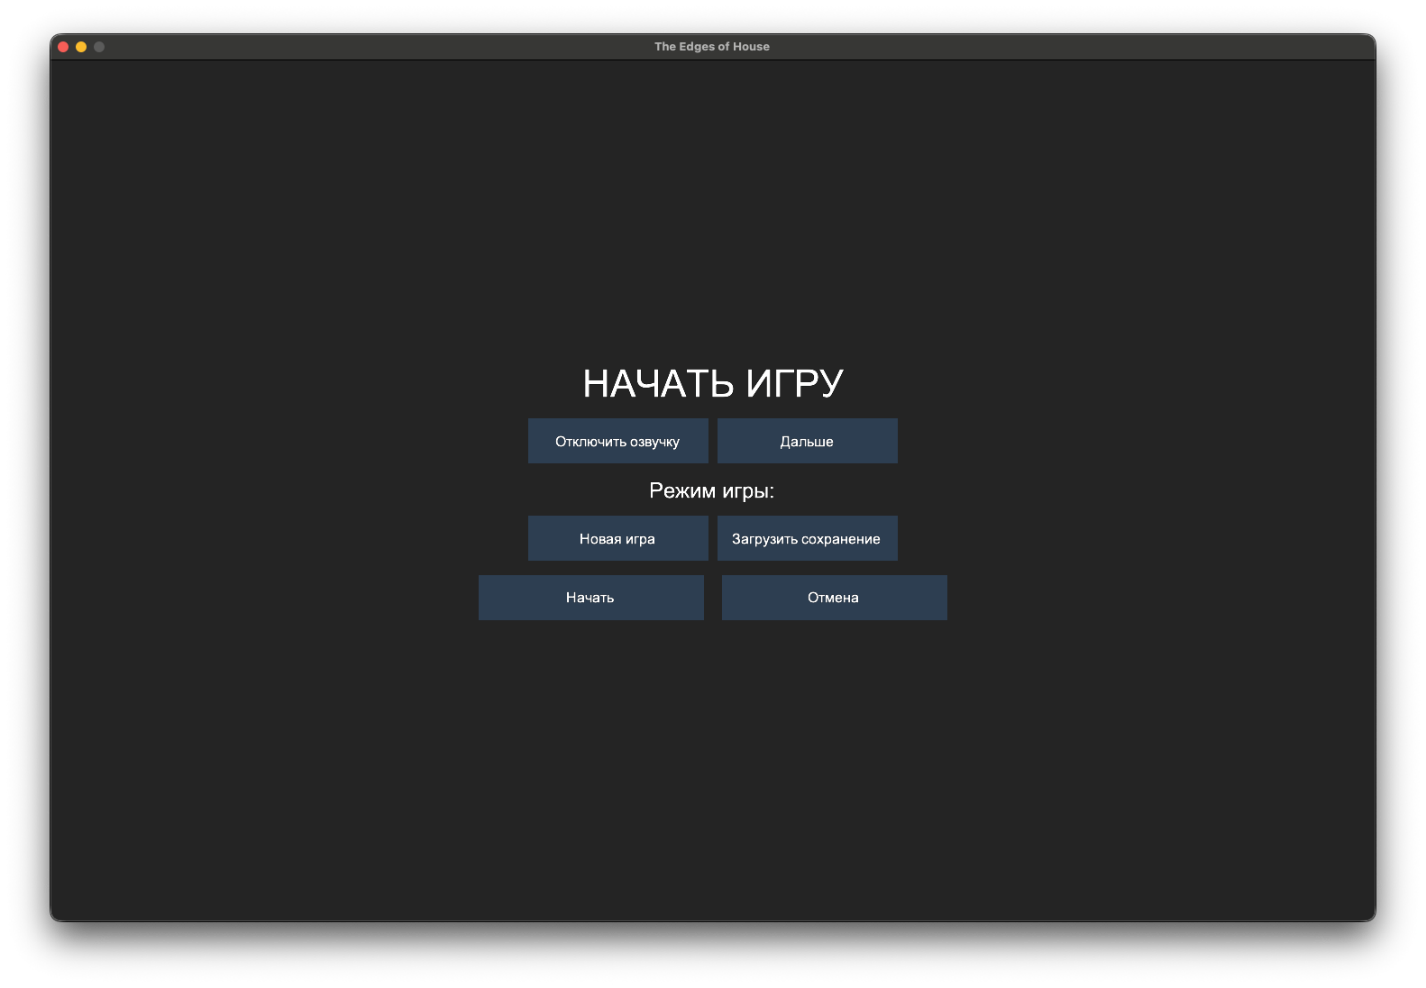 The Edges of House
НАЧАТЬ ИГРУ
Отключить озвучку Дальше
Режим игры:
Новая игра Загрузить сохранение
Начать Отмена